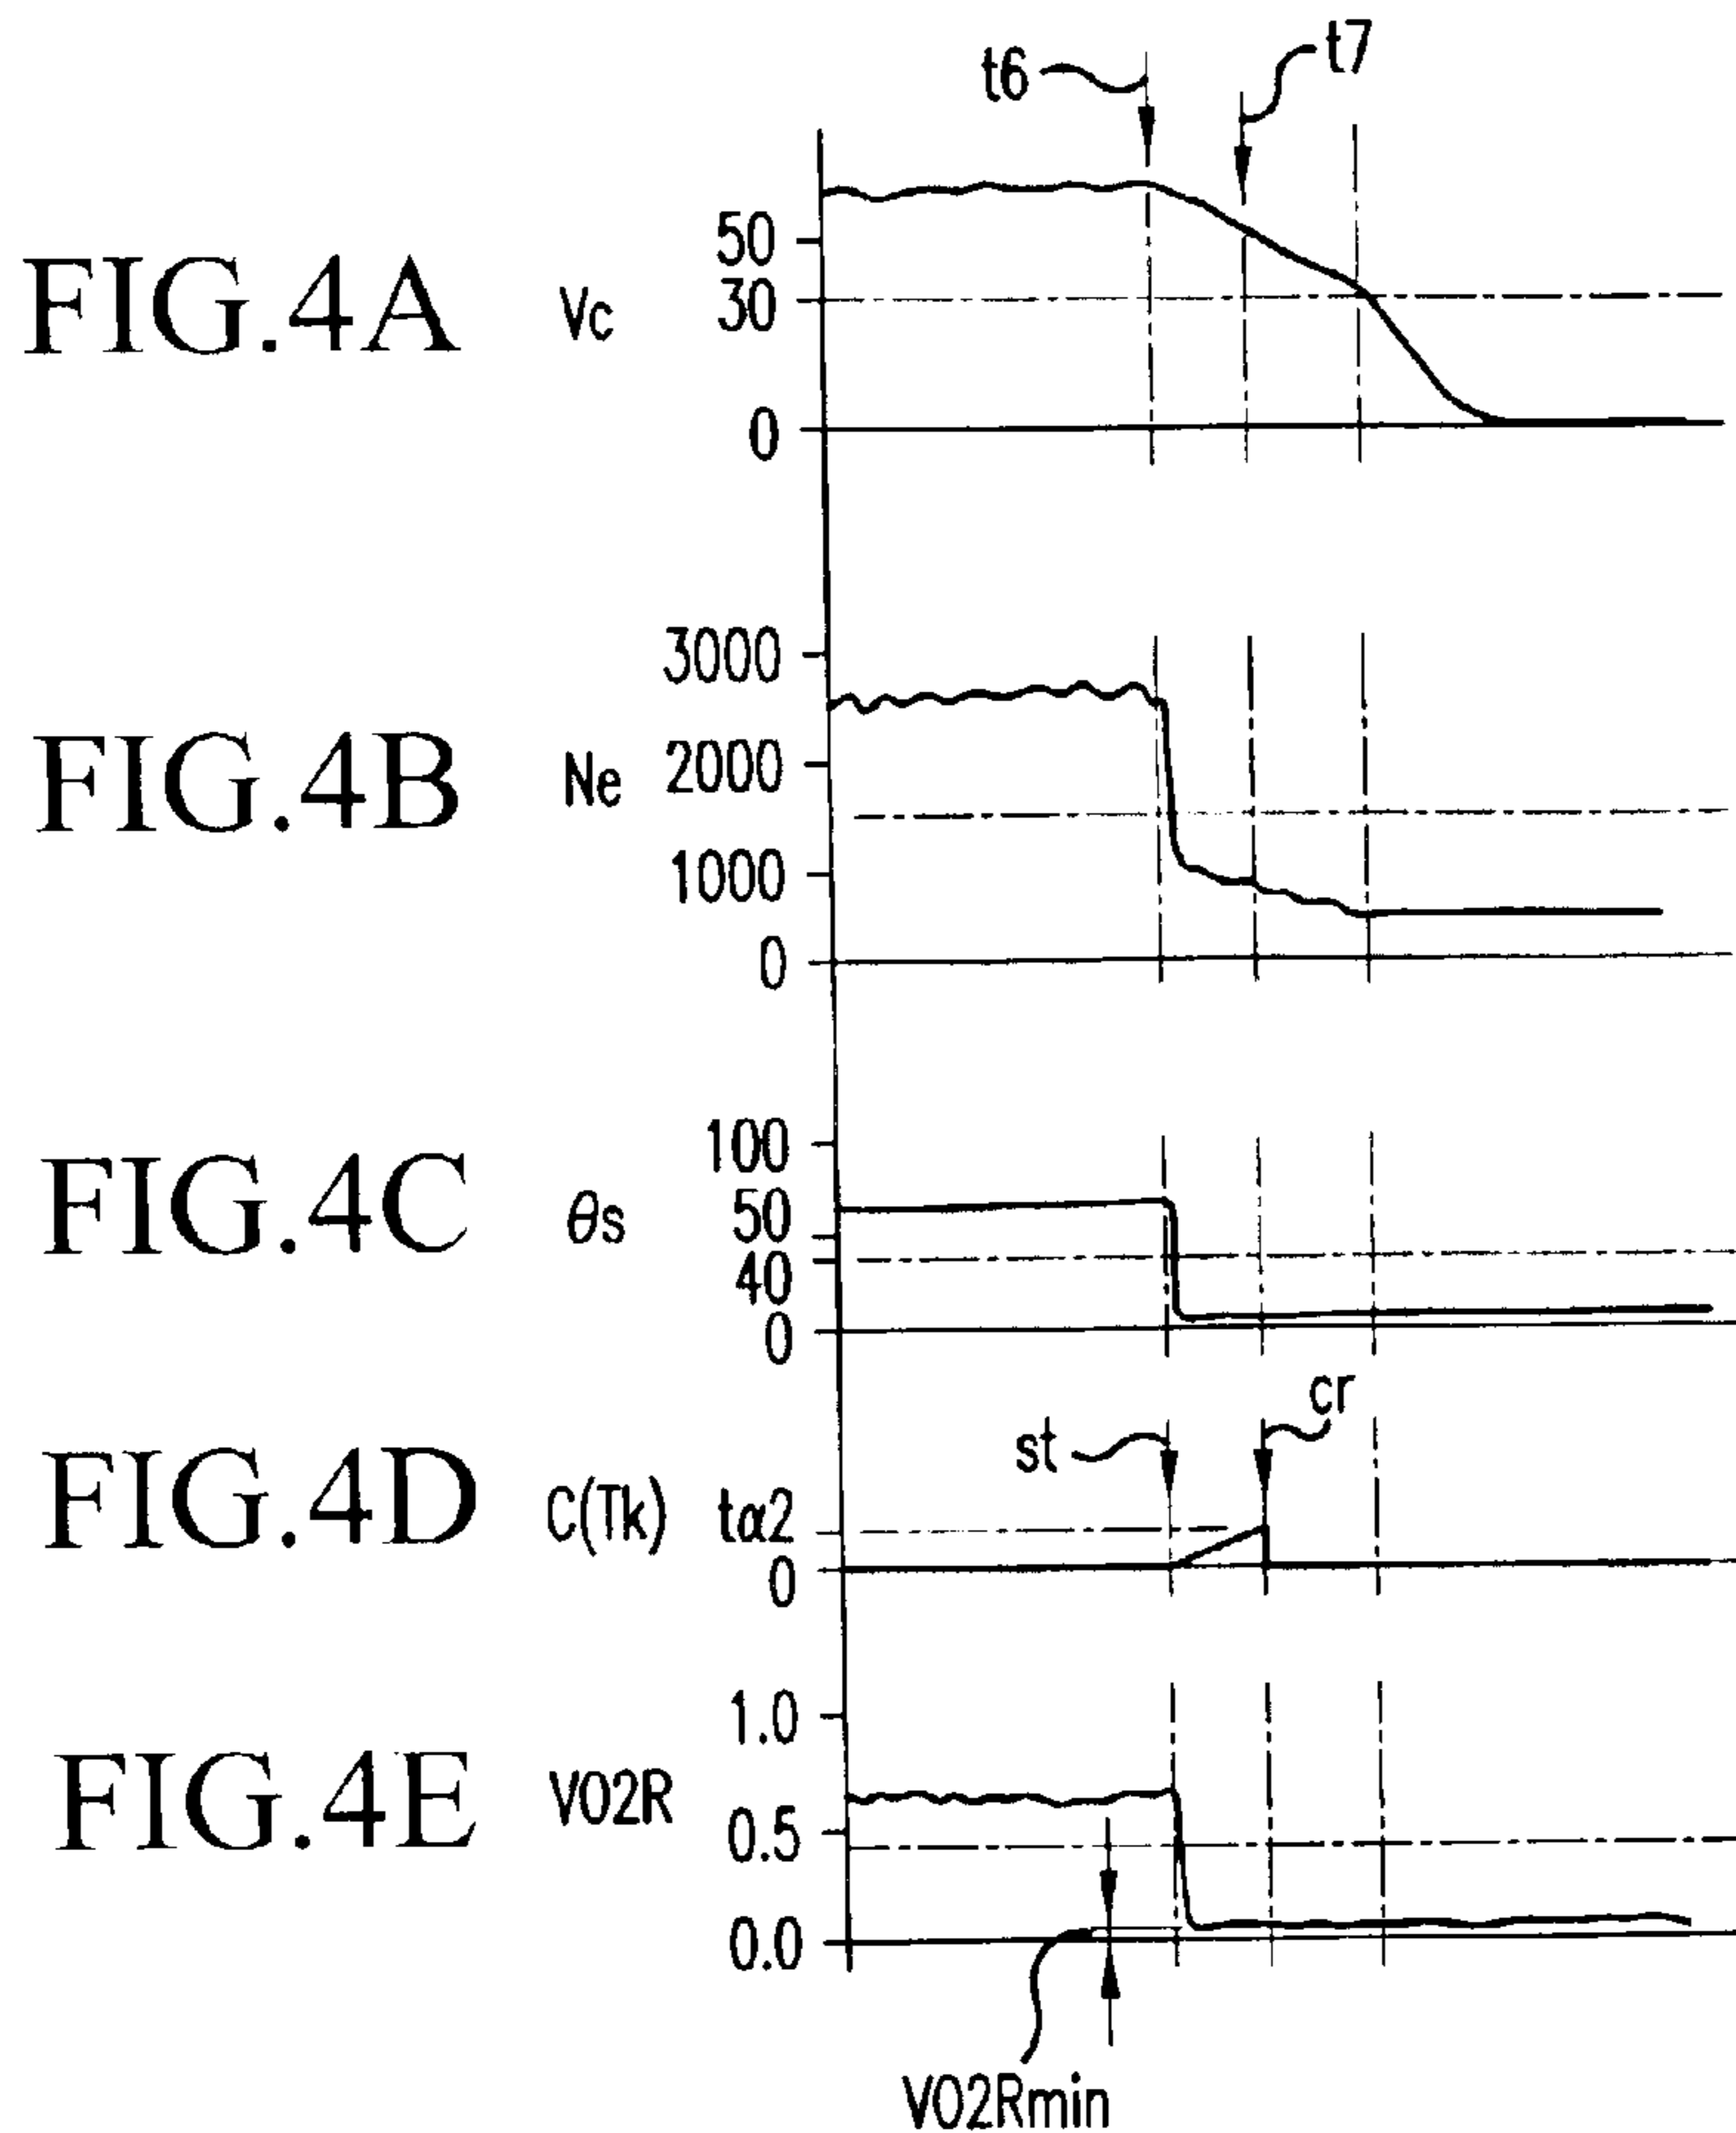 t6
t7
FIG.4A
Vc
50
30
0
FIG.4B
Ne
3000
2000
1000
0
FIG.4C
θs
100
50
40
0
FIG.4D
C(Tk)
tα2
0
st
cr
FIG.4E
VO2R
1.0
0.5
0.0
VO2Rmin